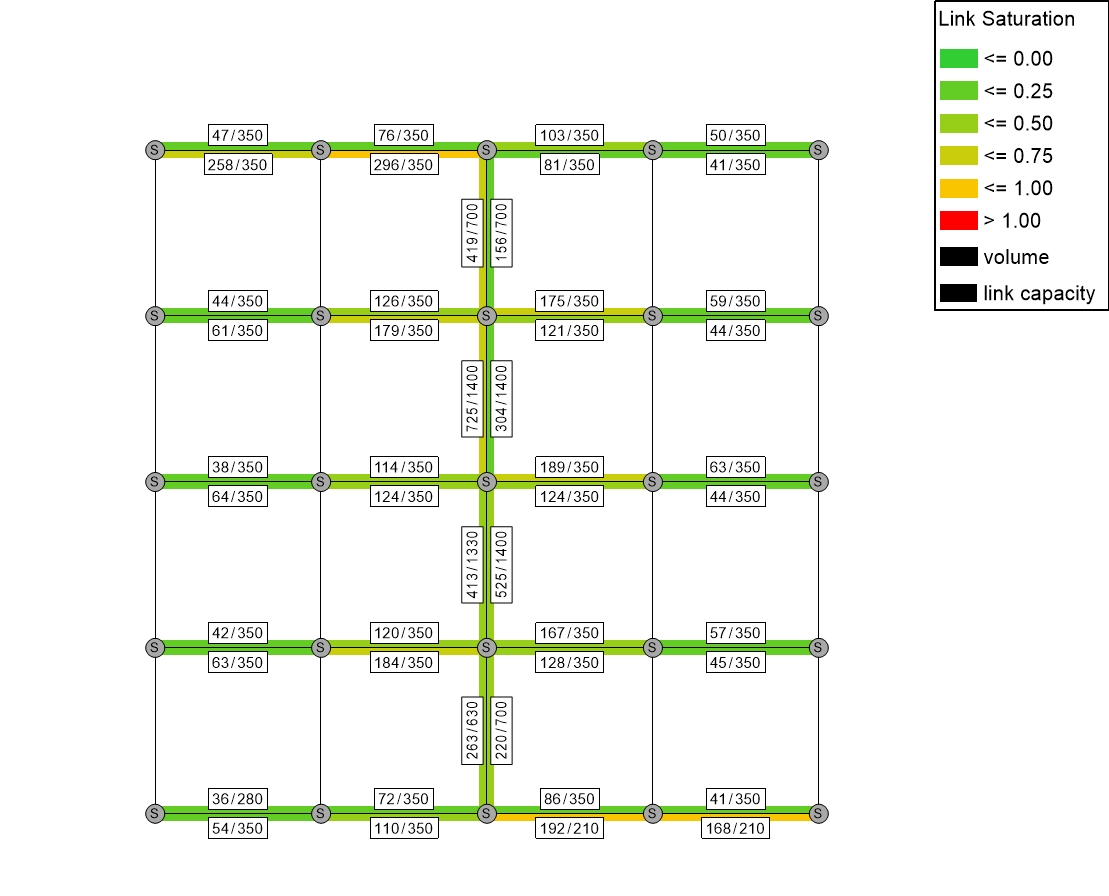 Link Saturation
<= 0.00
<= 0.25
<= 0.50
<= 0.75
<= 1.00
> 1.00
volume
link capacity
47/350 76/350 103/350 50/350
S S S S S
258/350 296/350 81/350 41/350
419/700 156/700
44/350 126/350 175/350 59/350
S S S S S
61/350 179/350 121/350 44/350
725/1400 304/1400
38/350 114/350 189/350 63/350
S S S S S
64/350 124/350 124/350 44/350
413/1330 525/1400
42/350 120/350 167/350 57/350
S S S S S
63/350 184/350 128/350 45/350
263/630 220/700
36/280 72/350 86/350 41/350
S S S S S
54/350 110/350 192/210 168/210